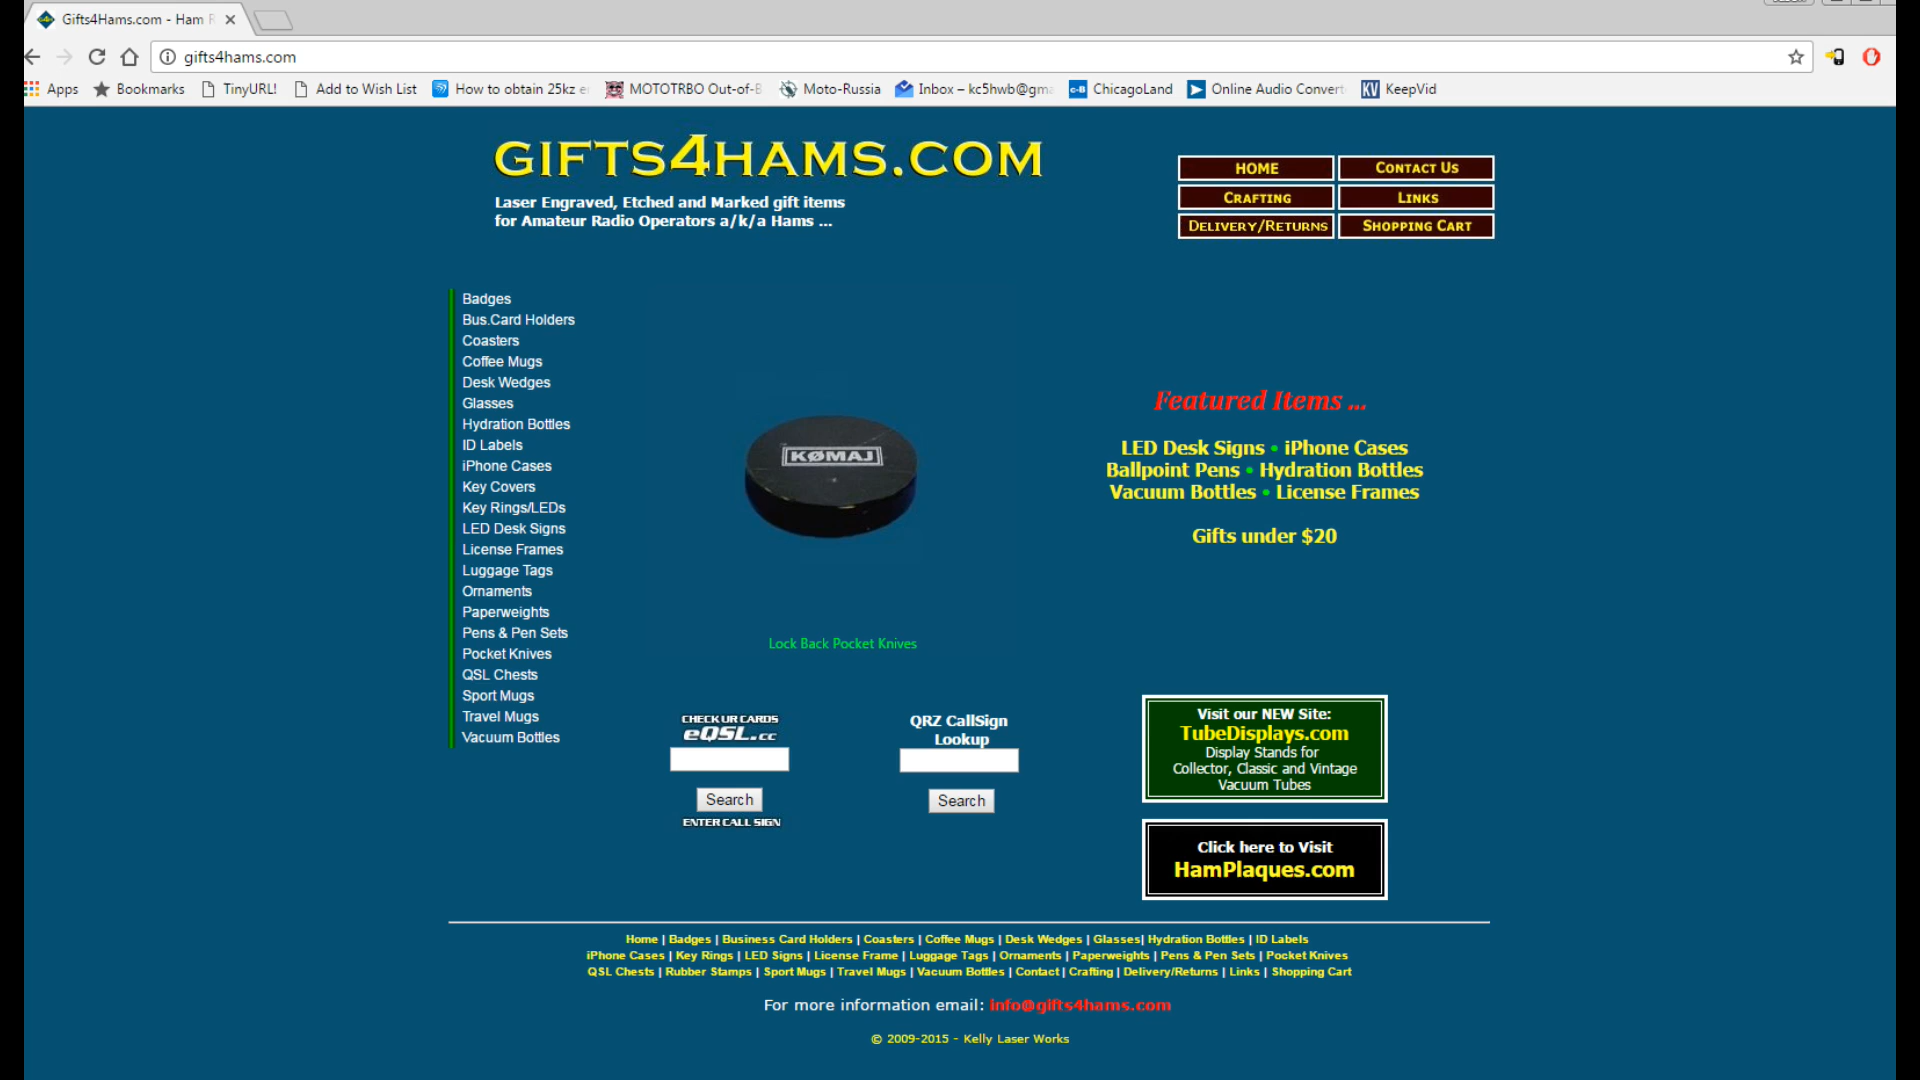 Gifts4Hams.com - Ham R
gifts4hams.com
Apps Bookmarks TinyURL! Add to Wish List How to obtain 25kz e MOTOTRBO Out-of-B Moto-Russia Inbox – kc5hwb@gma ChicagoLand Online Audio Convert KeepVid
GIFTS4HAMS.COM
Laser Engraved, Etched and Marked gift items
for Amateur Radio Operators a/k/a Hams ...
HOME Contact Us
Crafting Links
Delivery/Returns Shopping Cart
Badges
Bus.Card Holders
Coasters
Coffee Mugs
Desk Wedges
Glasses
Hydration Bottles
ID Labels
iPhone Cases
Key Covers
Key Rings/LEDs
LED Desk Signs
License Frames
Luggage Tags
Ornaments
Paperweights
Pens & Pen Sets
Pocket Knives
QSL Chests
Sport Mugs
Travel Mugs
Vacuum Bottles
KØMAJ
Lock Back Pocket Knives
Featured Items ...
LED Desk Signs • iPhone Cases
Ballpoint Pens • Hydration Bottles
Vacuum Bottles • License Frames
Gifts under $20
CHECK UR CARDS
eQSL.cc
Search
ENTER CALL SIGN
QRZ CallSign
Lookup
Search
Visit our NEW Site:
TubeDisplays.com
Display Stands for
Collector, Classic and Vintage
Vacuum Tubes
Click here to Visit
HamPlaques.com
Home | Badges | Business Card Holders | Coasters | Coffee Mugs | Desk Wedges | Glasses| Hydration Bottles | ID Labels
iPhone Cases | Key Rings | LED Signs | License Frame | Luggage Tags | Ornaments | Paperweights | Pens & Pen Sets | Pocket Knives
QSL Chests | Rubber Stamps | Sport Mugs | Travel Mugs | Vacuum Bottles | Contact | Crafting | Delivery/Returns | Links | Shopping Cart
For more information email: info@gifts4hams.com
© 2009-2015 - Kelly Laser Works